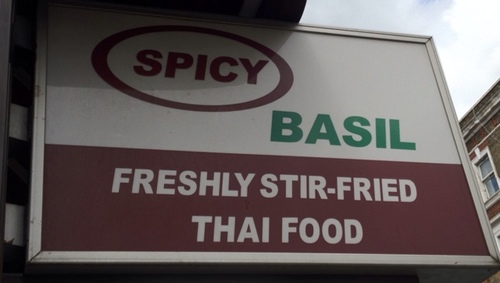 SPICY
BASIL
FRESHLY STIR-FRIED
THAI FOOD